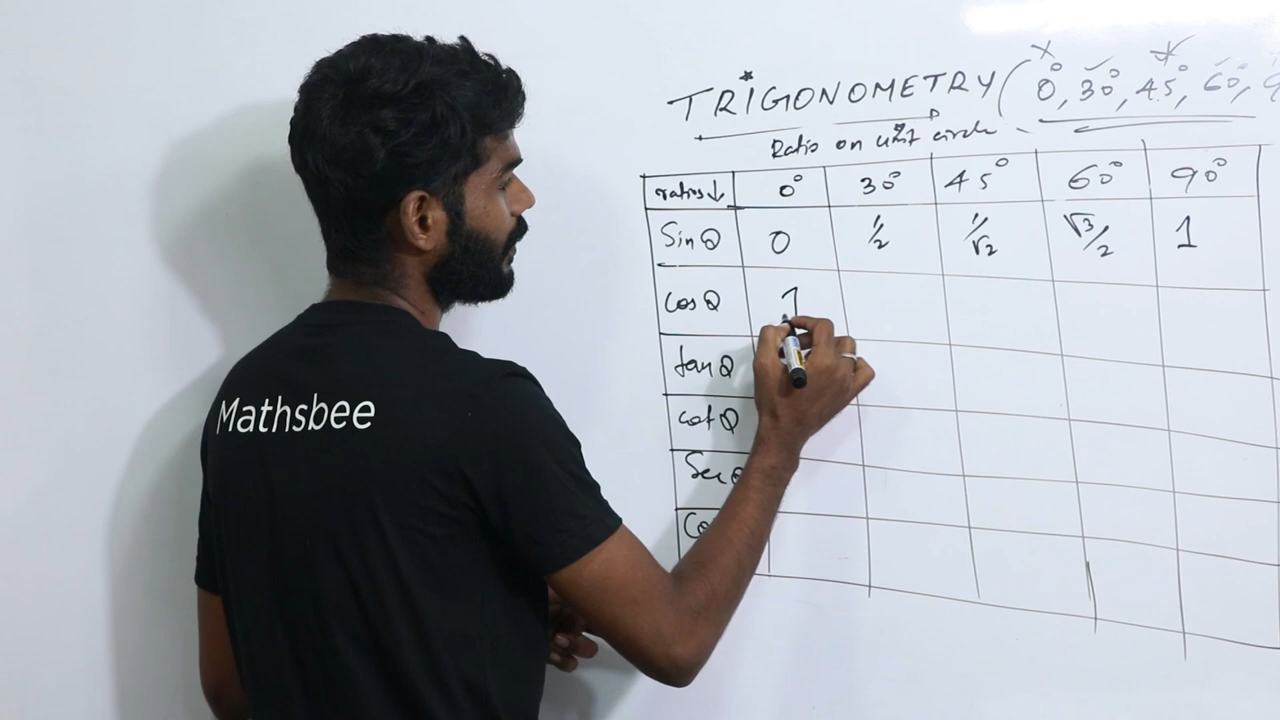 TRIGONOMETRY (0°, 30°, 45°, 60°,
Ratio on unit circle
ratios↓ 0° 30° 45° 60° 90°
Sin θ 0 1/2 1/√2 √3/2 1
cos θ 1
tan θ
cot θ
Sec
Co
Mathsbee